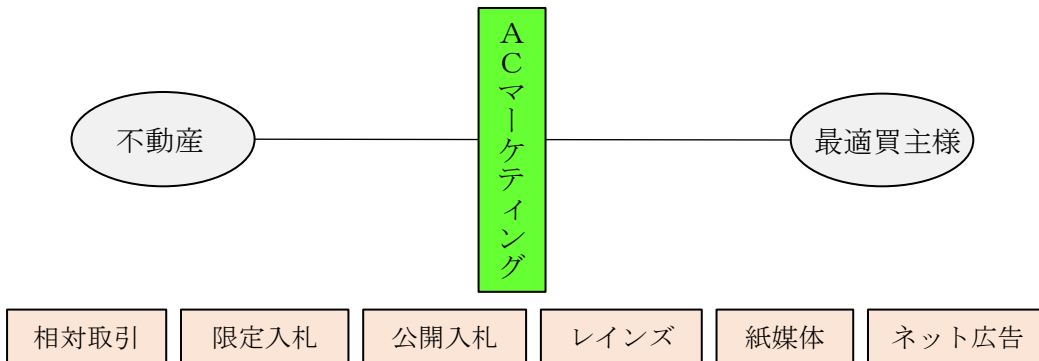 ACマーケティング
不動産
最適買主様
相対取引
限定入札
公開入札
レインズ
紙媒体
ネット広告